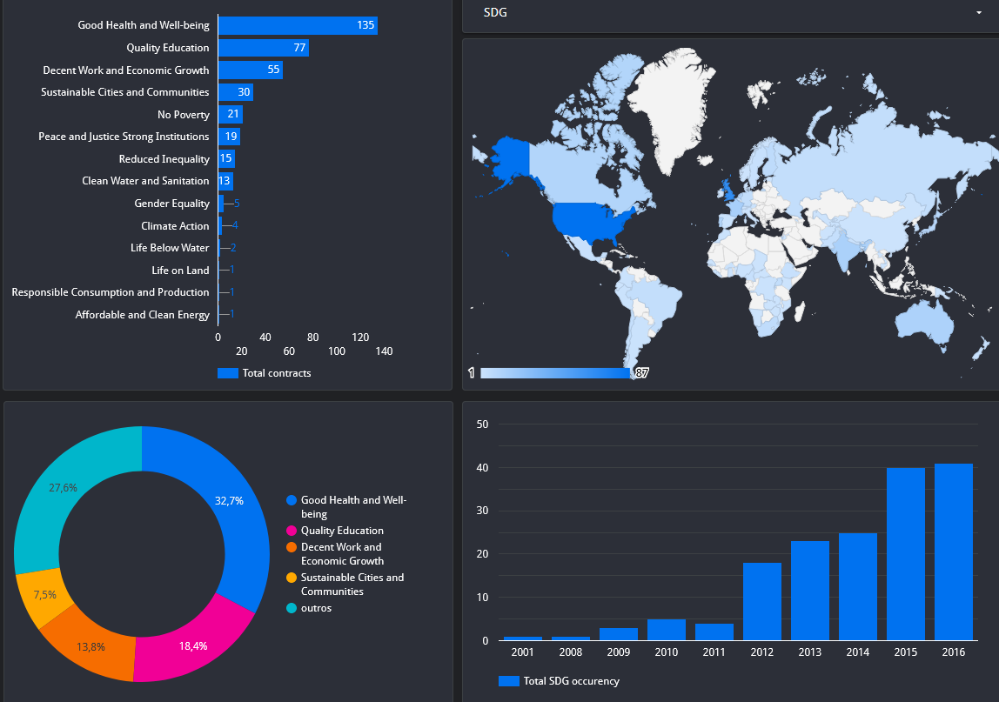 Good Health and Well-being 135
Quality Education 77
Decent Work and Economic Growth 55
Sustainable Cities and Communities 30
No Poverty 21
Peace and Justice Strong Institutions 19
Reduced Inequality 15
Clean Water and Sanitation 13
Gender Equality 5
Climate Action 4
Life Below Water 2
Life on Land 1
Responsible Consumption and Production 1
Affordable and Clean Energy 1
0 40 80 120
20 60 100 140
Total contracts
SDG
1 87
27,6%
32,7%
7,5%
13,8%
18,4%
Good Health and Well-
being
Quality Education
Decent Work and
Economic Growth
Sustainable Cities and
Communities
outros
50
40
30
20
10
0
2001 2008 2009 2010 2011 2012 2013 2014 2015 2016
Total SDG occurency